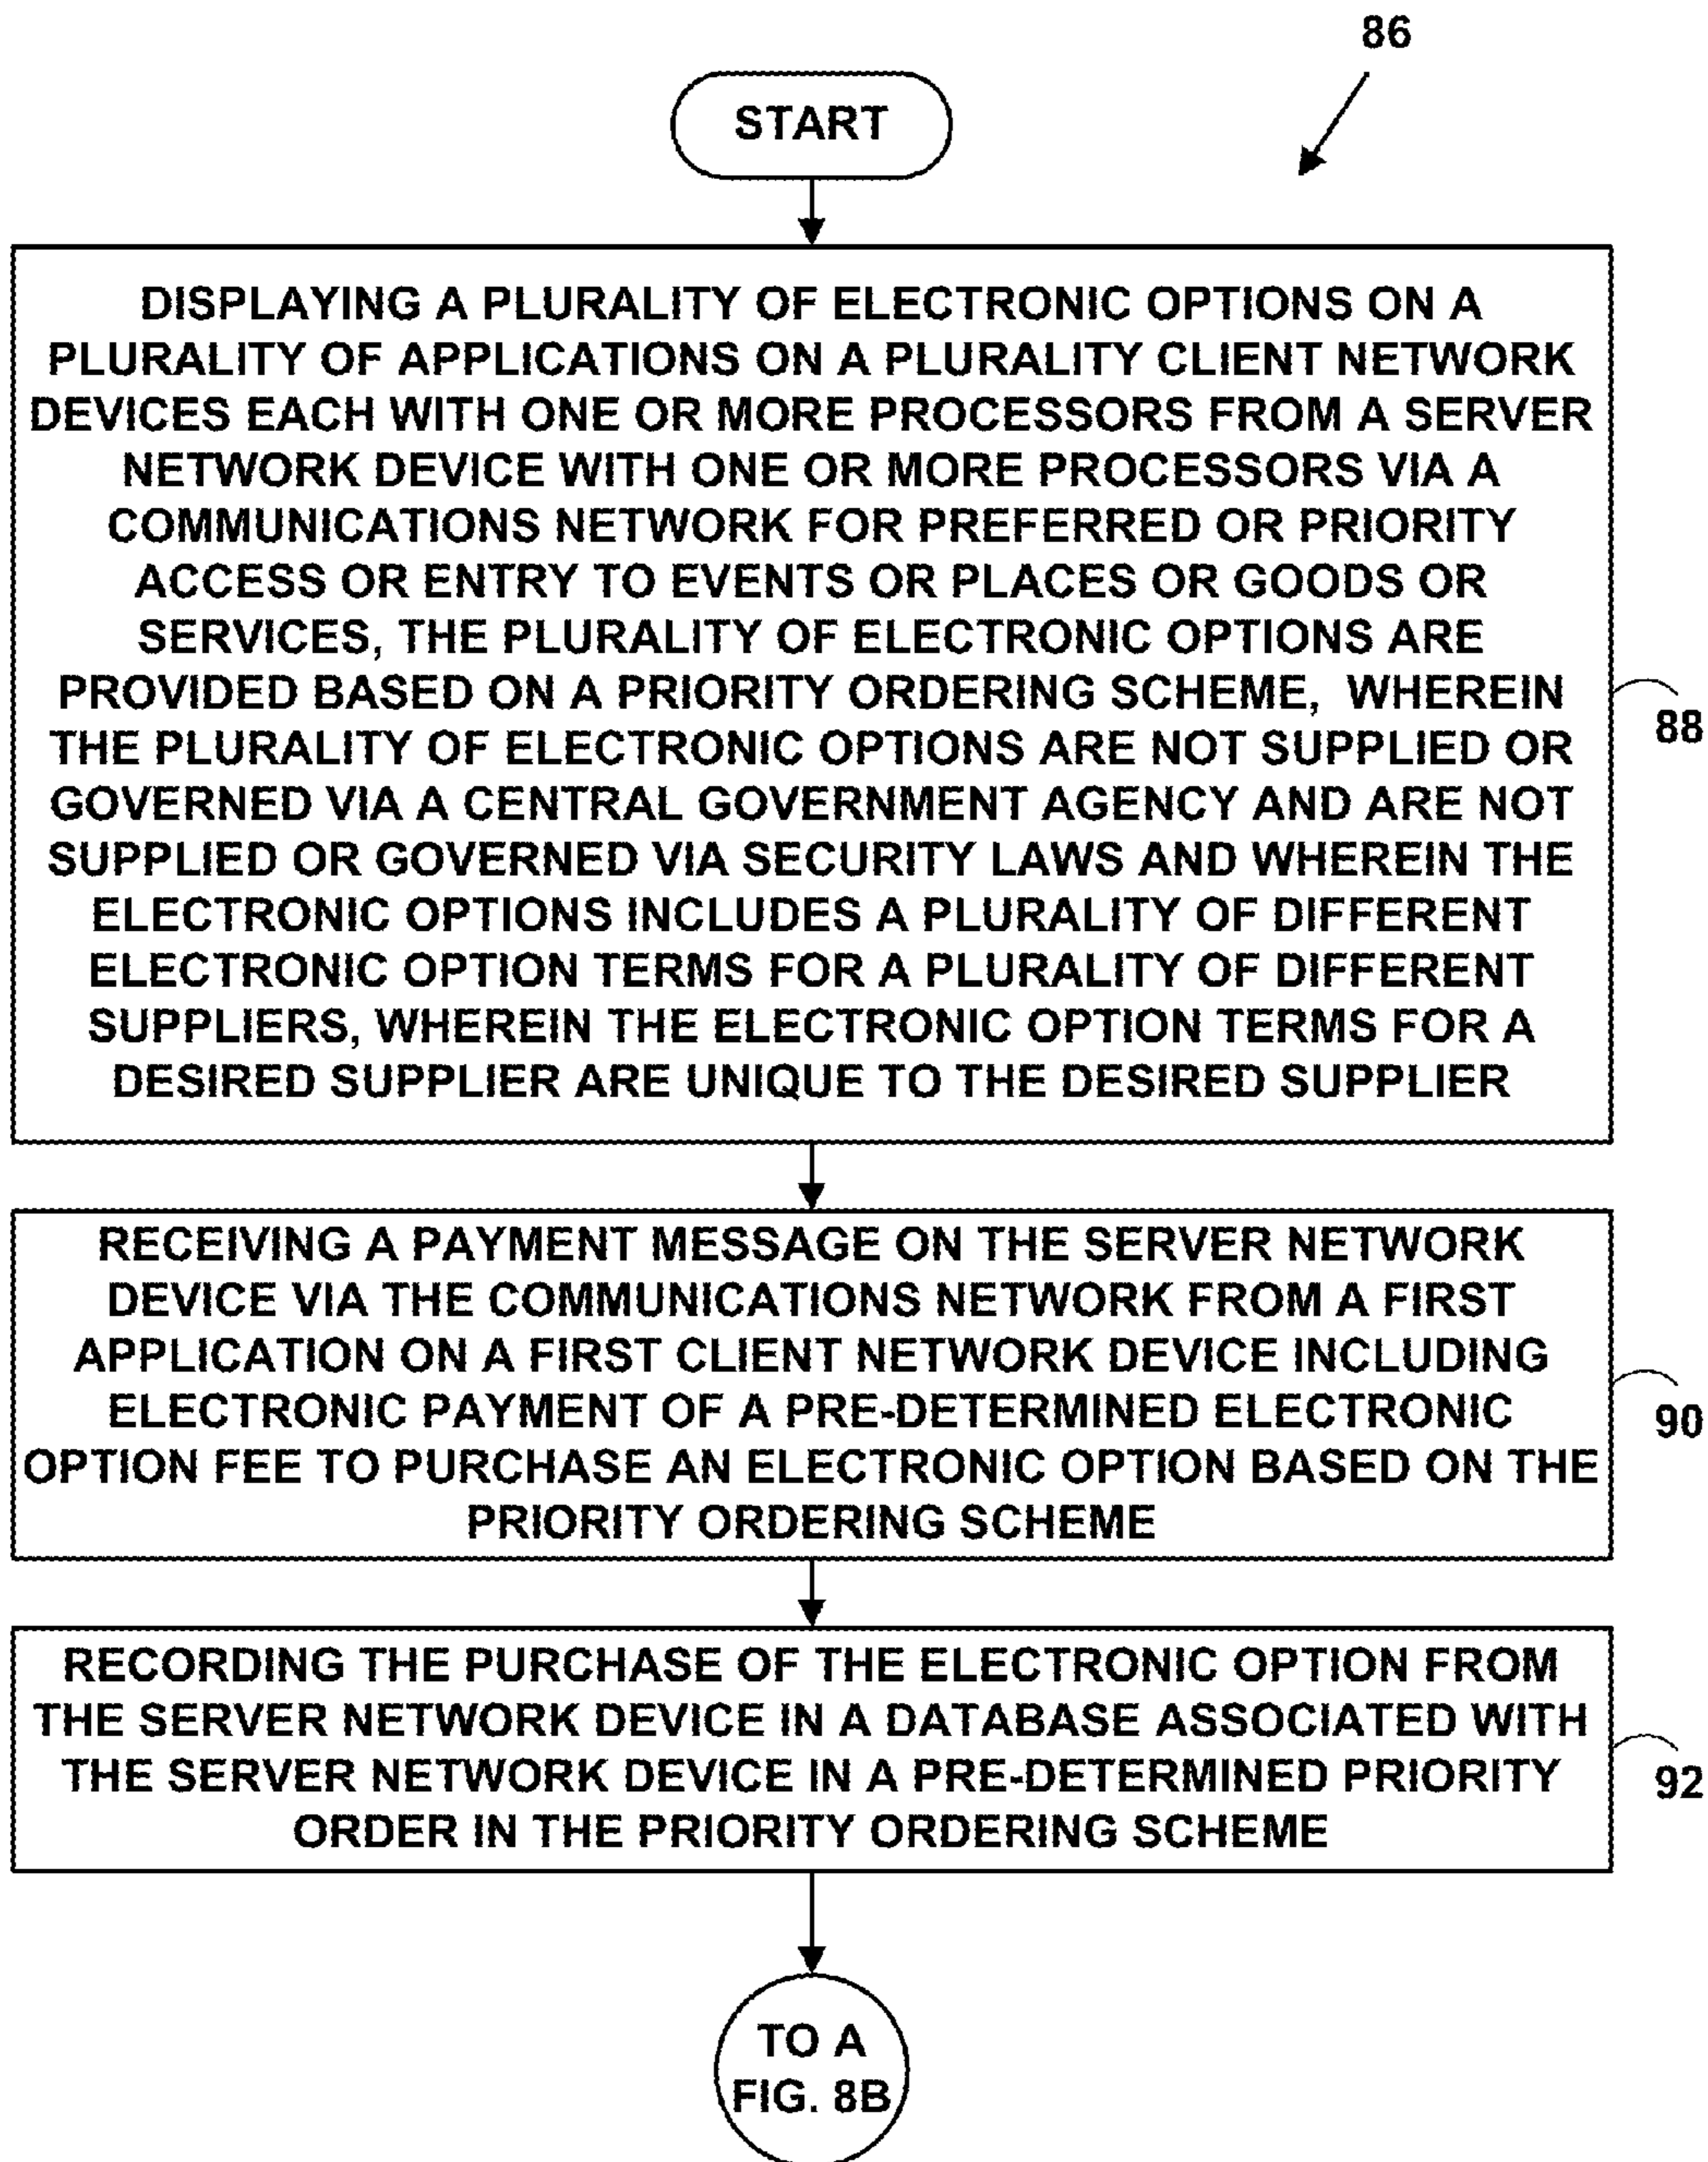 86
START
DISPLAYING A PLURALITY OF ELECTRONIC OPTIONS ON A
PLURALITY OF APPLICATIONS ON A PLURALITY CLIENT NETWORK
DEVICES EACH WITH ONE OR MORE PROCESSORS FROM A SERVER
NETWORK DEVICE WITH ONE OR MORE PROCESSORS VIA A
COMMUNICATIONS NETWORK FOR PREFERRED OR PRIORITY
ACCESS OR ENTRY TO EVENTS OR PLACES OR GOODS OR
SERVICES, THE PLURALITY OF ELECTRONIC OPTIONS ARE
PROVIDED BASED ON A PRIORITY ORDERING SCHEME, WHEREIN
THE PLURALITY OF ELECTRONIC OPTIONS ARE NOT SUPPLIED OR
GOVERNED VIA A CENTRAL GOVERNMENT AGENCY AND ARE NOT
SUPPLIED OR GOVERNED VIA SECURITY LAWS AND WHEREIN THE
ELECTRONIC OPTIONS INCLUDES A PLURALITY OF DIFFERENT
ELECTRONIC OPTION TERMS FOR A PLURALITY OF DIFFERENT
SUPPLIERS, WHEREIN THE ELECTRONIC OPTION TERMS FOR A
DESIRED SUPPLIER ARE UNIQUE TO THE DESIRED SUPPLIER
88
RECEIVING A PAYMENT MESSAGE ON THE SERVER NETWORK
DEVICE VIA THE COMMUNICATIONS NETWORK FROM A FIRST
APPLICATION ON A FIRST CLIENT NETWORK DEVICE INCLUDING
ELECTRONIC PAYMENT OF A PRE-DETERMINED ELECTRONIC
OPTION FEE TO PURCHASE AN ELECTRONIC OPTION BASED ON THE
PRIORITY ORDERING SCHEME
90
RECORDING THE PURCHASE OF THE ELECTRONIC OPTION FROM
THE SERVER NETWORK DEVICE IN A DATABASE ASSOCIATED WITH
THE SERVER NETWORK DEVICE IN A PRE-DETERMINED PRIORITY
ORDER IN THE PRIORITY ORDERING SCHEME
92
TO A
FIG. 8B